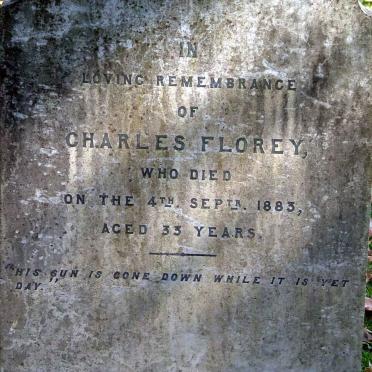 IN
LOVING REMEMBRANCE
OF
CHARLES FLOREY,
WHO DIED
ON THE 4TH SEPTR. 1883,
AGED 33 YEARS.
"HIS SUN IS GONE DOWN WHILE IT IS YET
DAY."